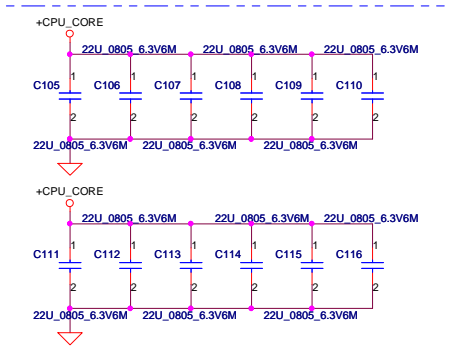 +CPU_CORE
22U_0805_6.3V6M 22U_0805_6.3V6M 22U_0805_6.3V6M
1 1 1 1 1 1
C105 C106 C107 C108 C109 C110
2 2 2 2 2 2
22U_0805_6.3V6M 22U_0805_6.3V6M 22U_0805_6.3V6M
+CPU_CORE
22U_0805_6.3V6M 22U_0805_6.3V6M 22U_0805_6.3V6M
1 1 1 1 1 1
C111 C112 C113 C114 C115 C116
2 2 2 2 2 2
22U_0805_6.3V6M 22U_0805_6.3V6M 22U_0805_6.3V6M